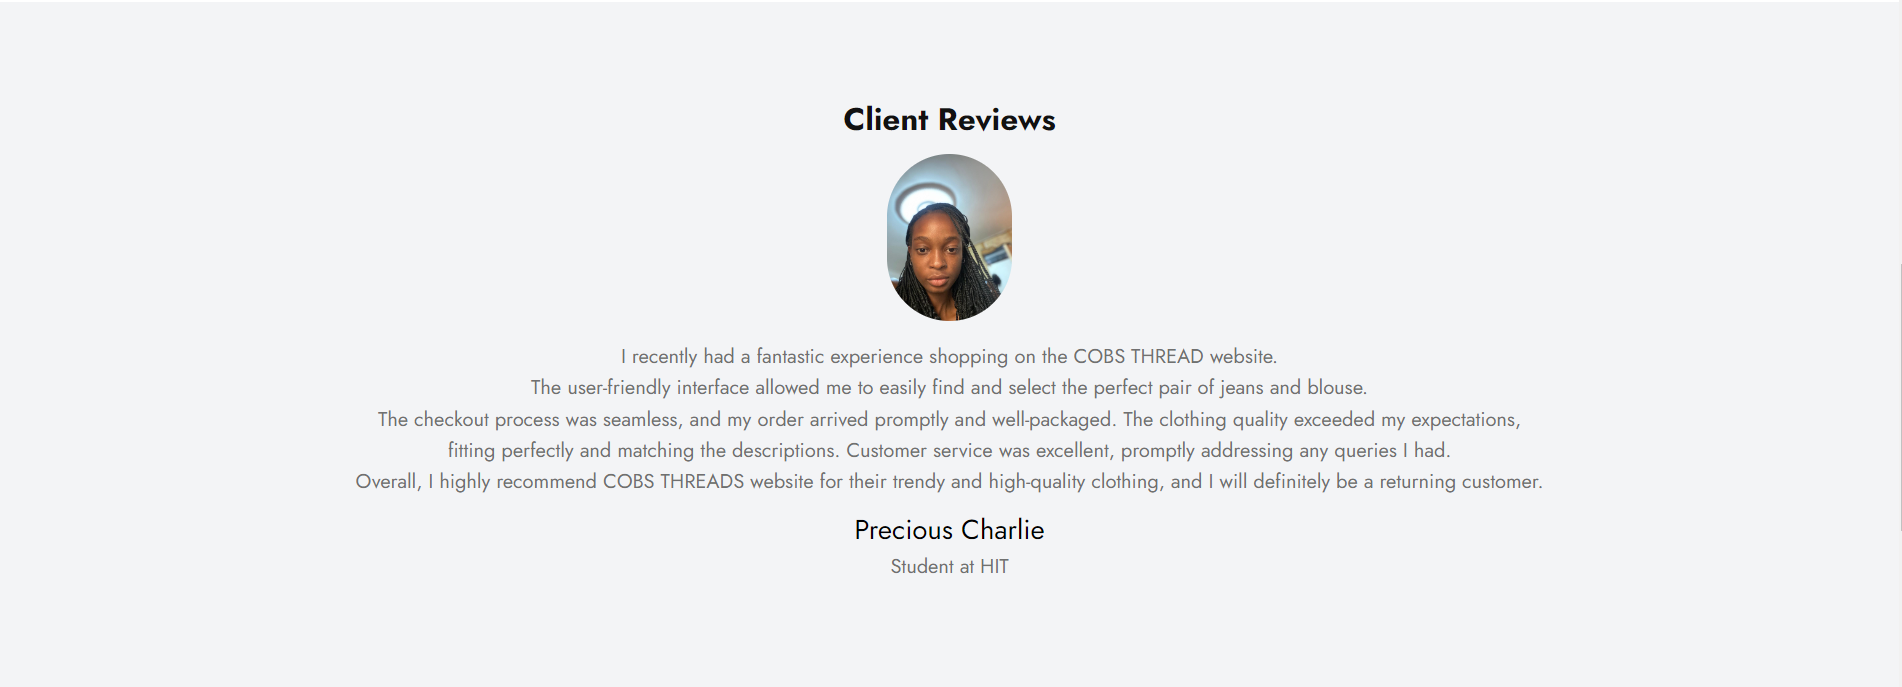 Client Reviews
I recently had a fantastic experience shopping on the COBS THREAD website.
The user-friendly interface allowed me to easily find and select the perfect pair of jeans and blouse.
The checkout process was seamless, and my order arrived promptly and well-packaged. The clothing quality exceeded my expectations,
fitting perfectly and matching the descriptions. Customer service was excellent, promptly addressing any queries I had.
Overall, I highly recommend COBS THREADS website for their trendy and high-quality clothing, and I will definitely be a returning customer.
Precious Charlie
Student at HIT